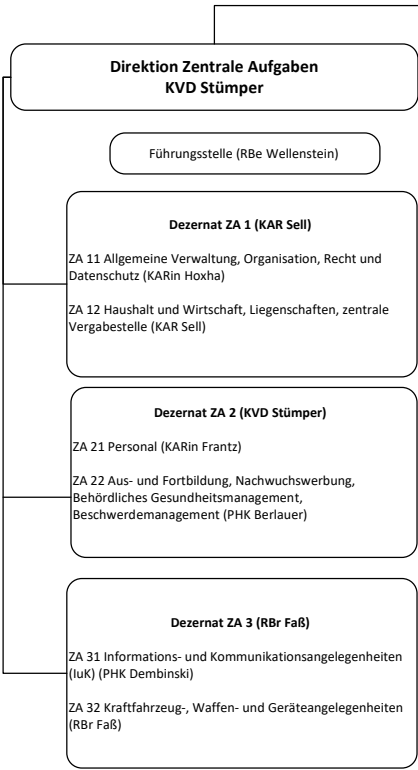 Direktion Zentrale Aufgaben
KVD Stümper
Führungsstelle (RBe Wellenstein)
Dezernat ZA 1 (KAR Sell)
ZA 11 Allgemeine Verwaltung, Organisation, Recht und
Datenschutz (KARin Hoxha)
ZA 12 Haushalt und Wirtschaft, Liegenschaften, zentrale
Vergabestelle (KAR Sell)
Dezernat ZA 2 (KVD Stümper)
ZA 21 Personal (KARin Frantz)
ZA 22 Aus- und Fortbildung, Nachwuchswerbung,
Behördliches Gesundheitsmanagement,
Beschwerdemanagement (PHK Berlauer)
Dezernat ZA 3 (RBr Faß)
ZA 31 Informations- und Kommunikationsangelegenheiten
(IuK) (PHK Dembinski)
ZA 32 Kraftfahrzeug-, Waffen- und Geräteangelegenheiten
(RBr Faß)